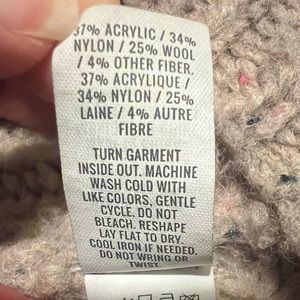 37% ACRYLIC / 34%
NYLON / 25% WOOL
/ 4% OTHER FIBER.
37% ACRYLIQUE /
34% NYLON / 25%
LAINE / 4% AUTRE
FIBRE
TURN GARMENT
INSIDE OUT. MACHINE
WASH COLD WITH
LIKE COLORS, GENTLE
CYCLE. DO NOT
BLEACH. RESHAPE
LAY FLAT TO DRY.
COOL IRON IF NEEDED.
DO NOT WRING OR
TWIST.